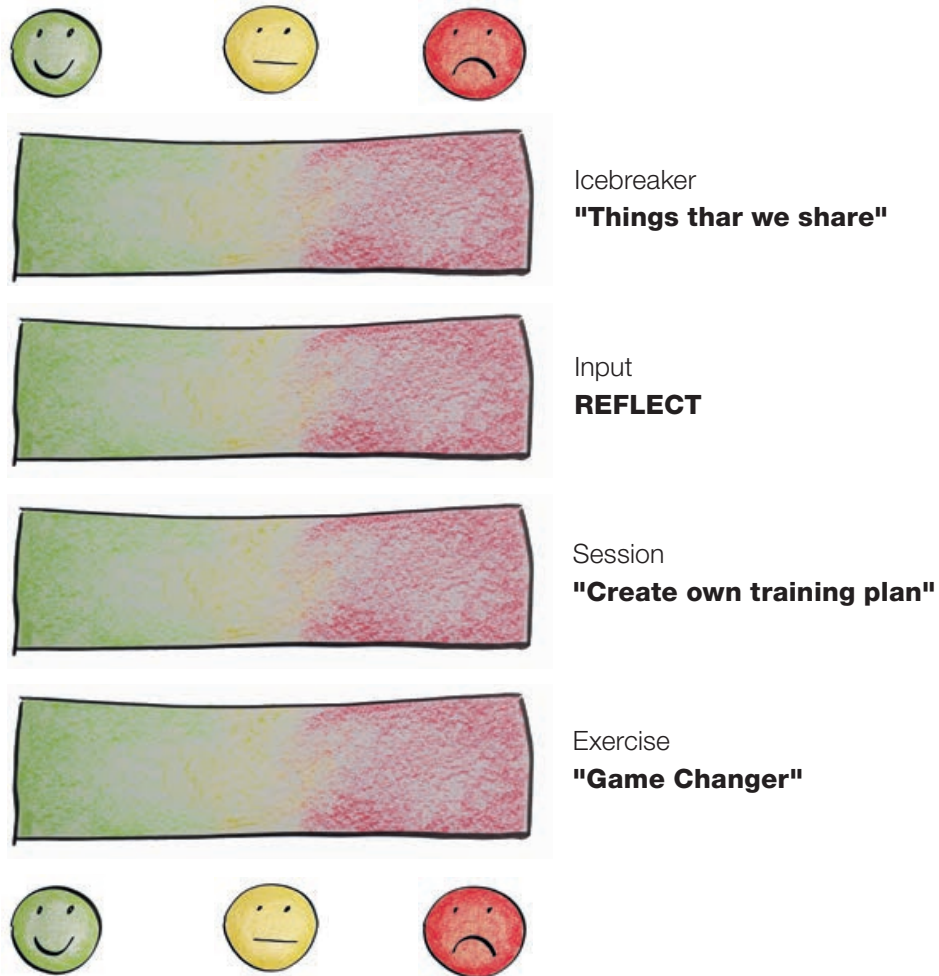 Icebreaker
"Things thar we share"
Input
REFLECT
Session
"Create own training plan"
Exercise
"Game Changer"